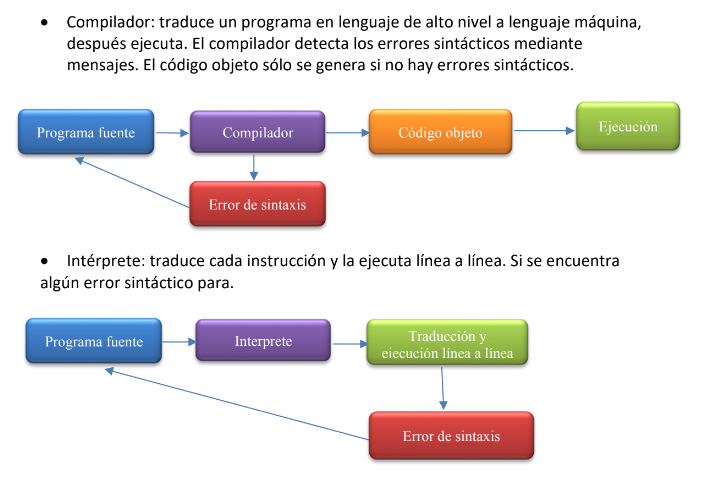 • Compilador: traduce un programa en lenguaje de alto nivel a lenguaje máquina,
después ejecuta. El compilador detecta los errores sintácticos mediante
mensajes. El código objeto sólo se genera si no hay errores sintácticos.
Programa fuente
Compilador
Código objeto
Ejecución
Error de sintaxis
• Intérprete: traduce cada instrucción y la ejecuta línea a línea. Si se encuentra
algún error sintáctico para.
Programa fuente
Interprete
Traducción y
ejecución línea a línea
Error de sintaxis